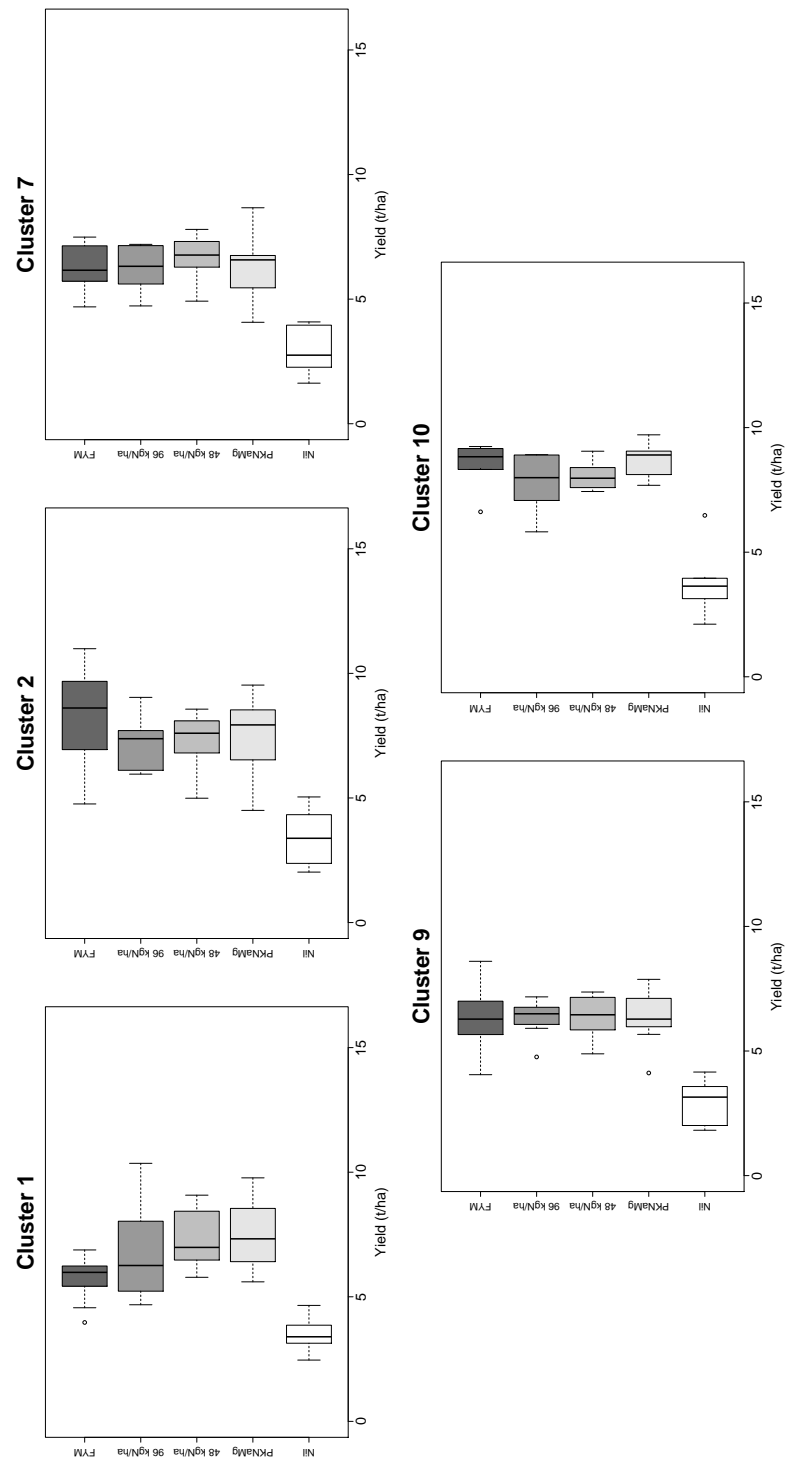 Cluster 1
FYM
96 kgN/ha
48 kgN/ha
PKNaMg
Nil
0 5 10 15
Yield (t/ha)
Cluster 2
FYM
96 kgN/ha
48 kgN/ha
PKNaMg
Nil
0 5 10 15
Yield (t/ha)
Cluster 7
FYM
96 kgN/ha
48 kgN/ha
PKNaMg
Nil
0 5 10 15
Yield (t/ha)
Cluster 9
FYM
96 kgN/ha
48 kgN/ha
PKNaMg
Nil
0 5 10 15
Yield (t/ha)
Cluster 10
FYM
96 kgN/ha
48 kgN/ha
PKNaMg
Nil
0 5 10 15
Yield (t/ha)